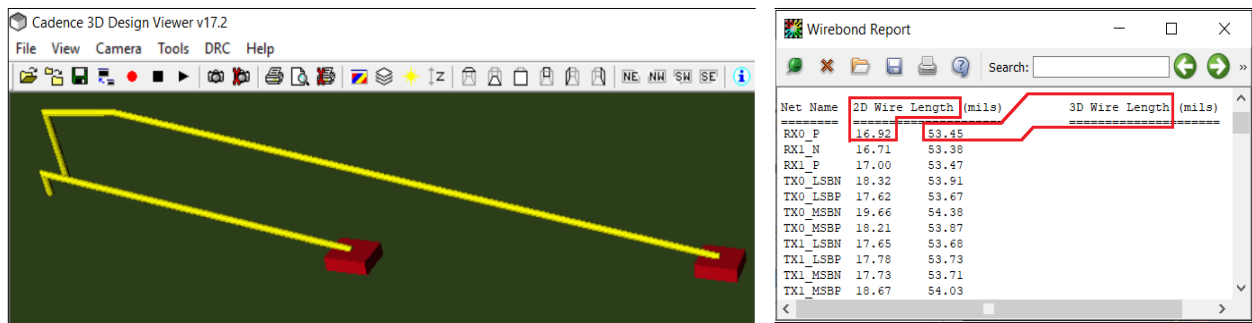 Cadence 3D Design Viewer v17.2
File View Camera Tools DRC Help
NE NW SW SE
Wirebond Report
Search:
Net Name 2D Wire Length (mils) 3D Wire Length (mils)
======== ====================== ======================
RX0_P 16.92 53.45
RX1_N 16.71 53.38
RX1_P 17.00 53.47
TX0_LSBN 18.32 53.91
TX0_LSBP 17.62 53.67
TX0_MSBN 19.66 54.38
TX0_MSBP 18.21 53.87
TX1_LSBN 17.65 53.68
TX1_LSBP 17.78 53.73
TX1_MSBN 17.73 53.71
TX1_MSBP 18.67 54.03